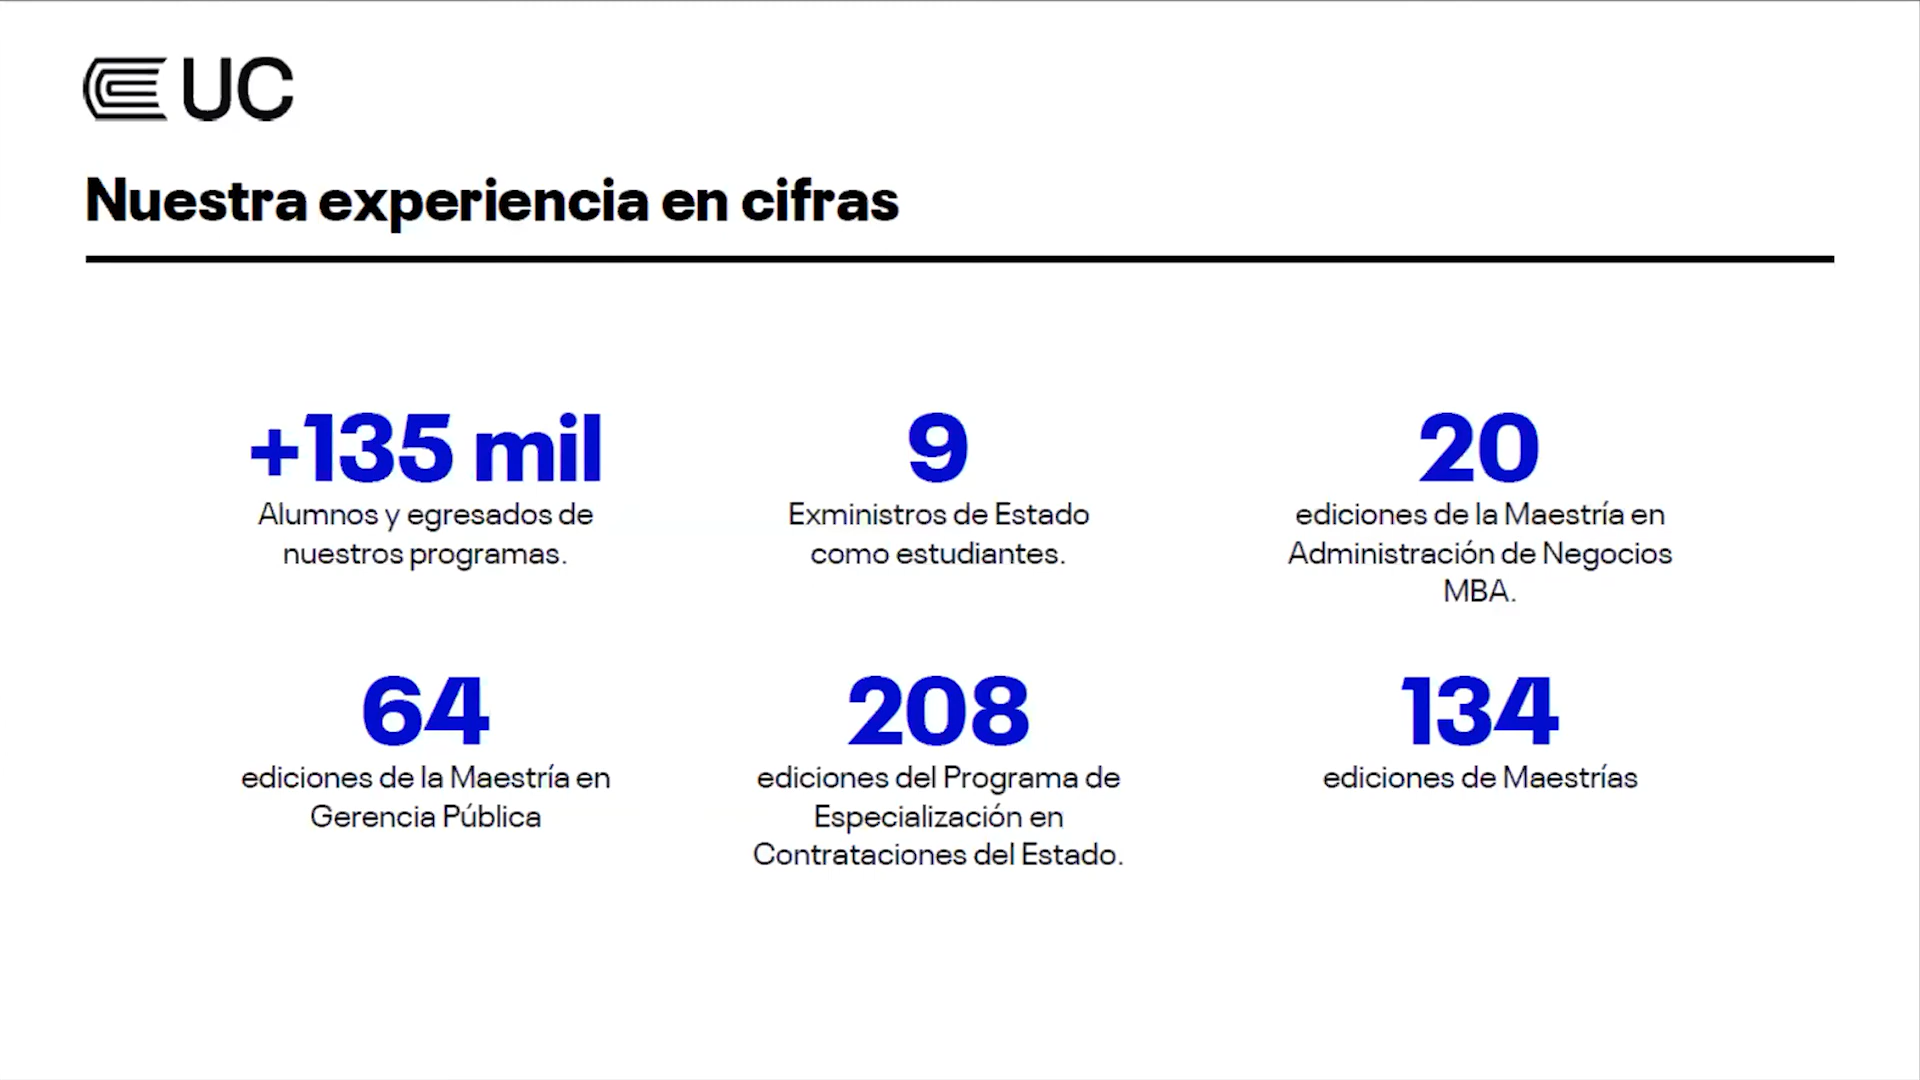 UC
Nuestra experiencia en cifras
+135 mil
Alumnos y egresados de
nuestros programas.
9
Exministros de Estado
como estudiantes.
20
ediciones de la Maestría en
Administración de Negocios
MBA.
64
ediciones de la Maestría en
Gerencia Pública
208
ediciones del Programa de
Especialización en
Contrataciones del Estado.
134
ediciones de Maestrías